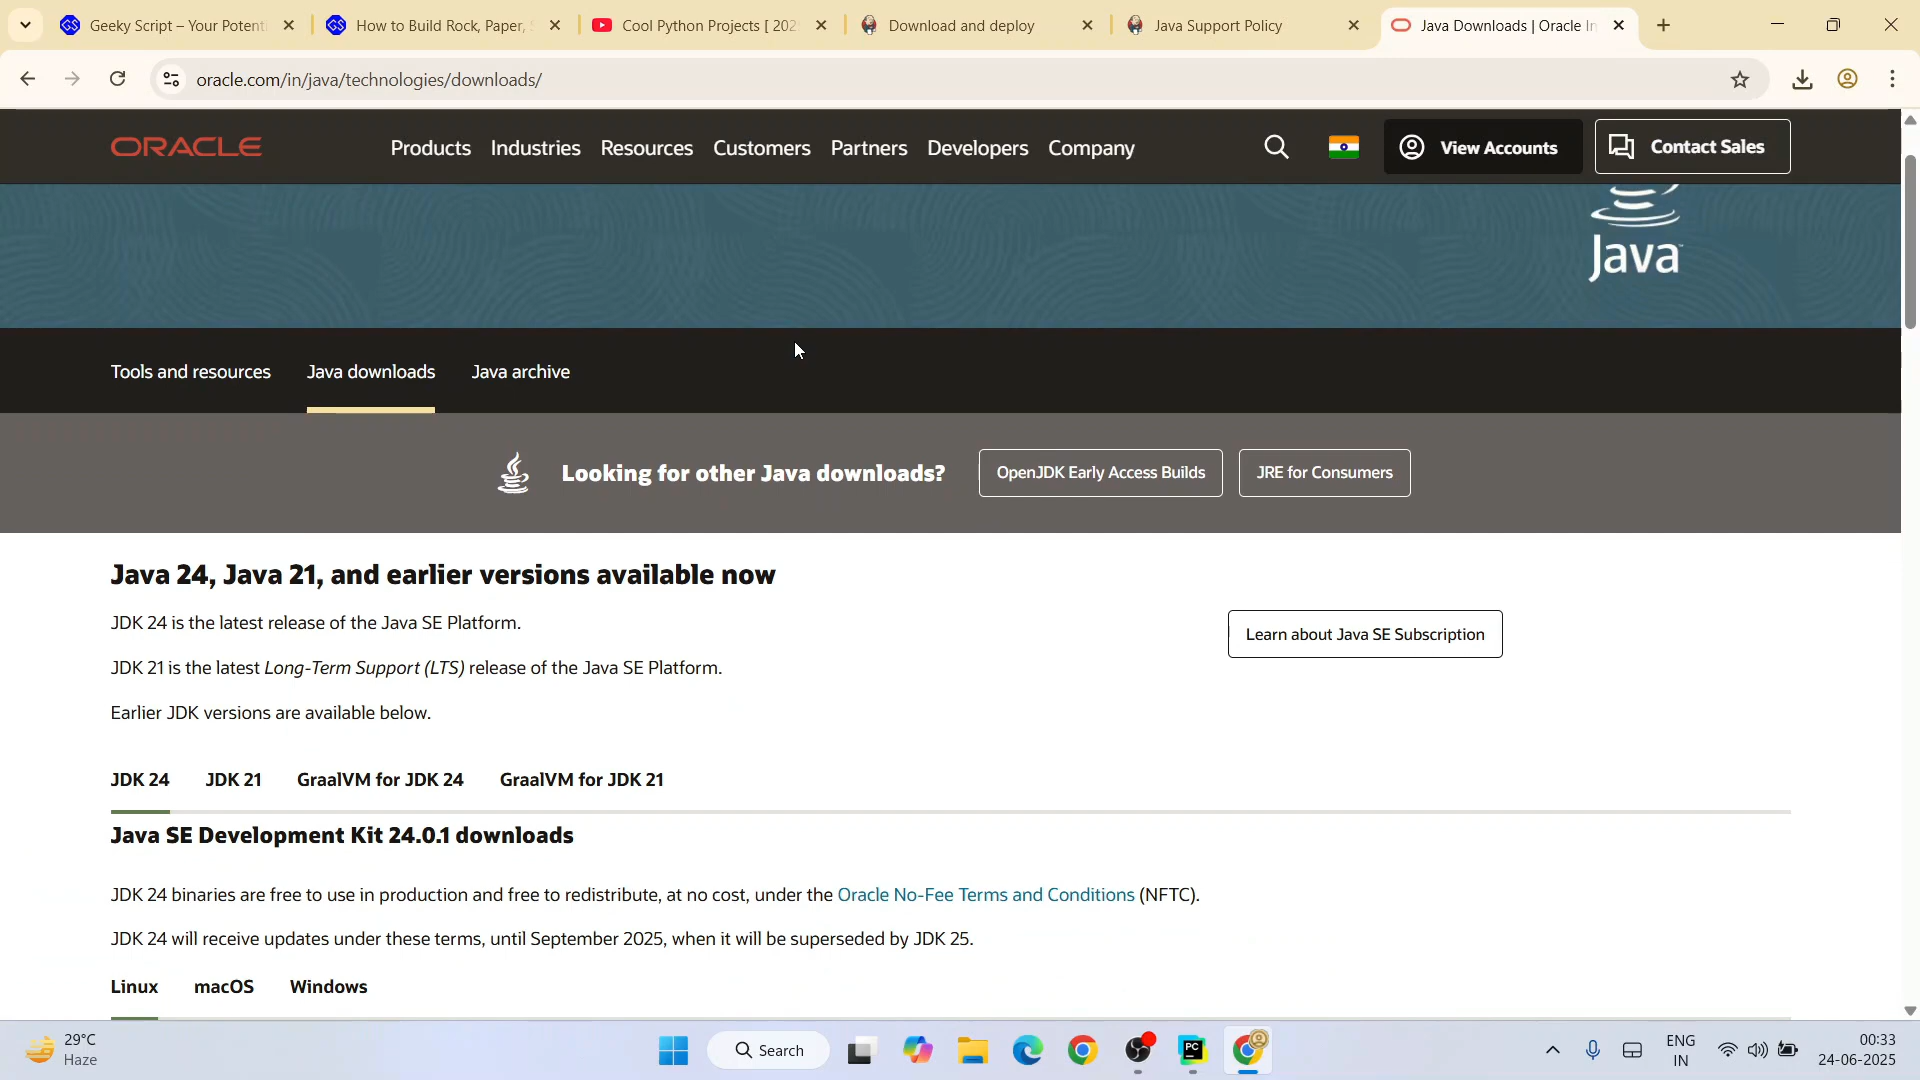 Geeky Script – Your Potenti
How to Build Rock, Paper, S
Cool Python Projects [ 202
Download and deploy
Java Support Policy
Java Downloads | Oracle In
oracle.com/in/java/technologies/downloads/
ORACLE
Products Industries Resources Customers Partners Developers Company
View Accounts
Contact Sales
Java
Tools and resources Java downloads Java archive
Looking for other Java downloads?
OpenJDK Early Access Builds
JRE for Consumers
Java 24, Java 21, and earlier versions available now
JDK 24 is the latest release of the Java SE Platform.
Learn about Java SE Subscription
JDK 21 is the latest Long-Term Support (LTS) release of the Java SE Platform.
Earlier JDK versions are available below.
JDK 24 JDK 21 GraalVM for JDK 24 GraalVM for JDK 21
Java SE Development Kit 24.0.1 downloads
JDK 24 binaries are free to use in production and free to redistribute, at no cost, under the Oracle No-Fee Terms and Conditions (NFTC).
JDK 24 will receive updates under these terms, until September 2025, when it will be superseded by JDK 25.
Linux macOS Windows
29°C
Haze
Search
PC
ENG
IN
00:33
24-06-2025